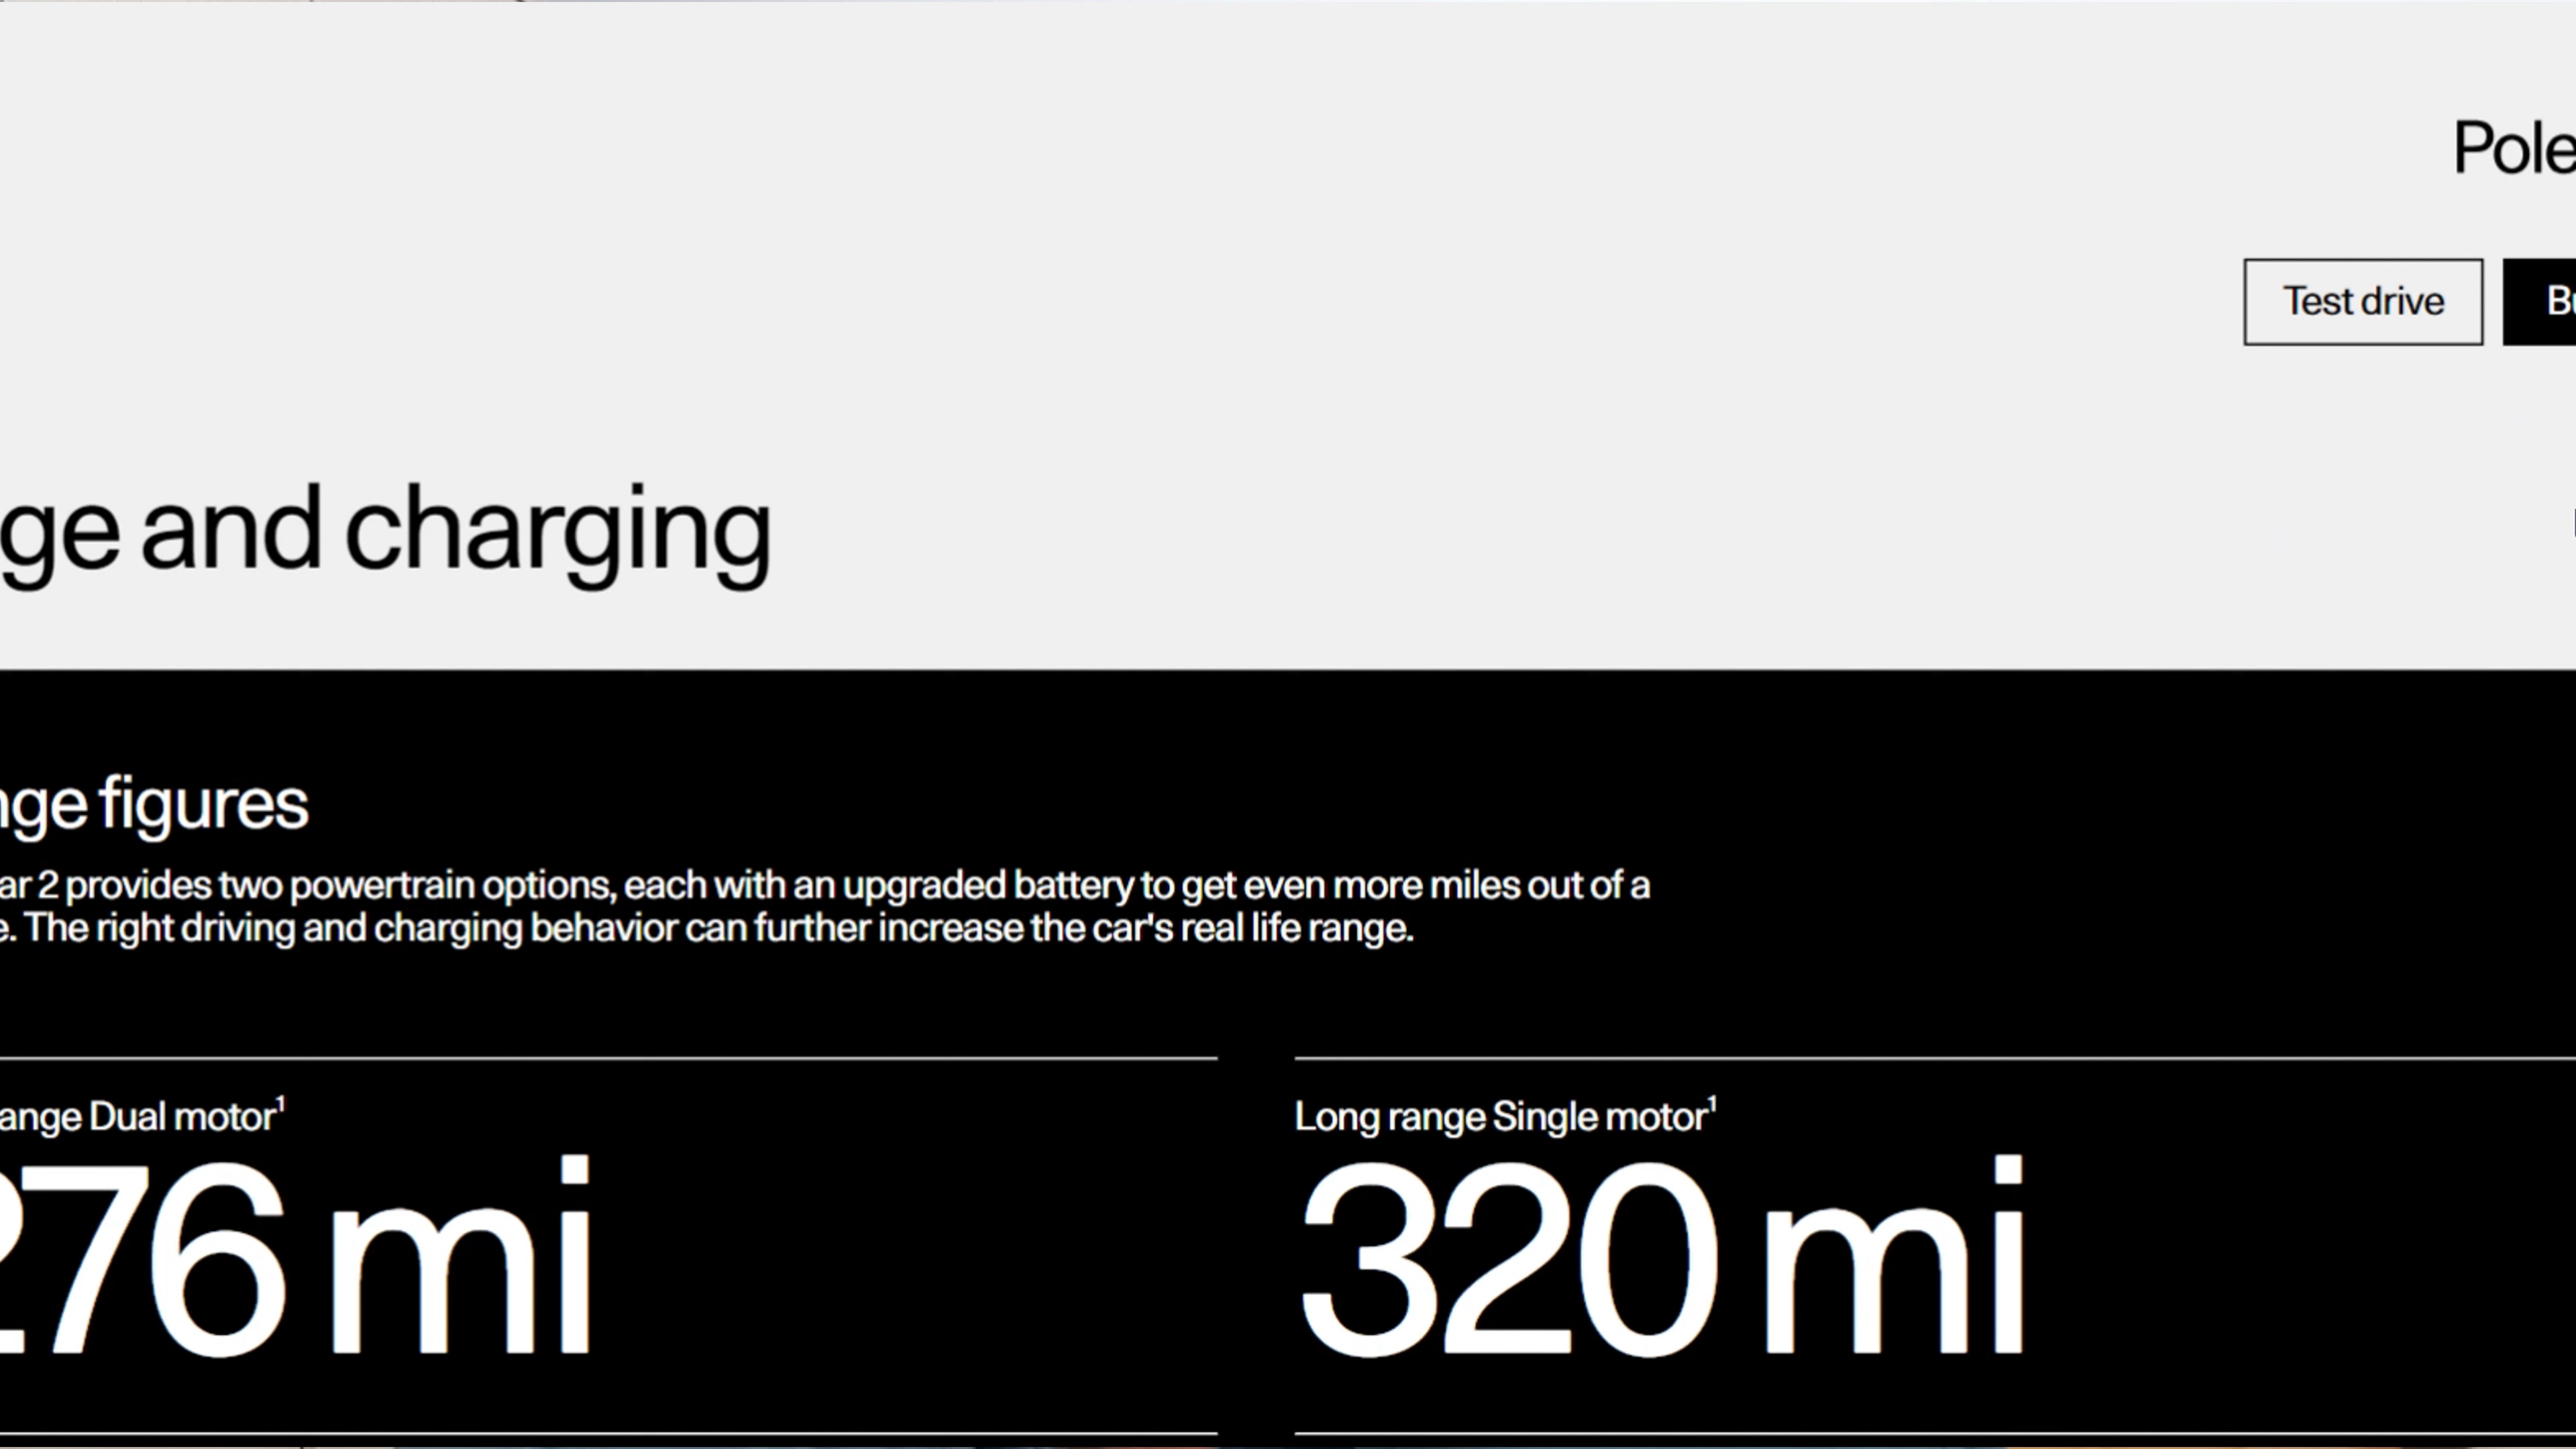 Pole
Test drive
Bu
ge and charging
nge figures
ar 2 provides two powertrain options, each with an upgraded battery to get even more miles out of a
e. The right driving and charging behavior can further increase the car's real life range.
ange Dual motor¹
276 mi
Long range Single motor¹
320 mi